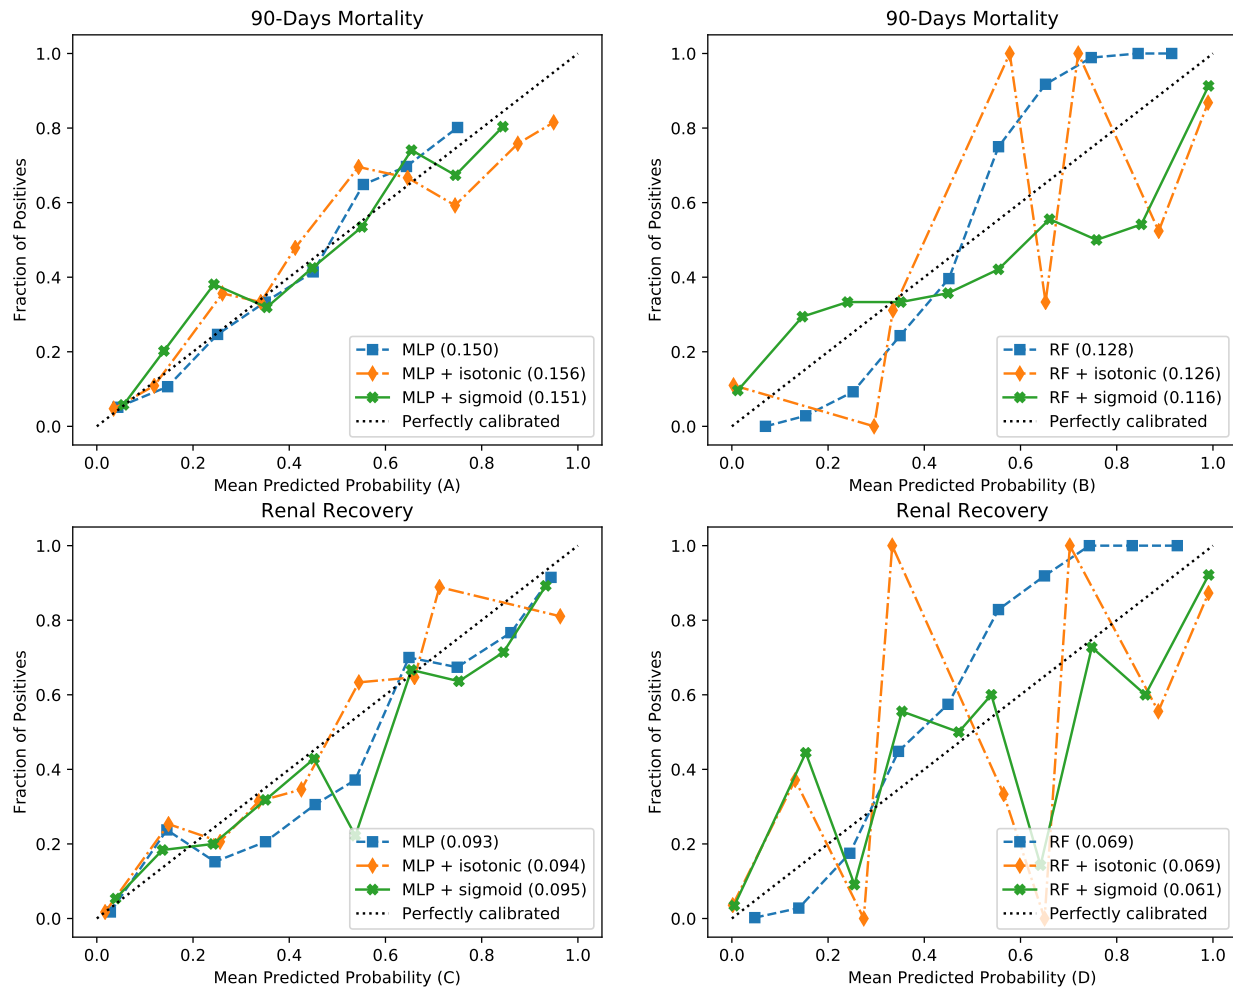 90-Days Mortality
Fraction of Positives
1.0
0.8
0.6
0.4
0.2
0.0
MLP (0.150)
MLP + isotonic (0.156)
MLP + sigmoid (0.151)
Perfectly calibrated
0.0 0.2 0.4 0.6 0.8 1.0
Mean Predicted Probability (A)
90-Days Mortality
Fraction of Positives
1.0
0.8
0.6
0.4
0.2
0.0
RF (0.128)
RF + isotonic (0.126)
RF + sigmoid (0.116)
Perfectly calibrated
0.0 0.2 0.4 0.6 0.8 1.0
Mean Predicted Probability (B)
Renal Recovery
Fraction of Positives
1.0
0.8
0.6
0.4
0.2
0.0
MLP (0.093)
MLP + isotonic (0.094)
MLP + sigmoid (0.095)
Perfectly calibrated
0.0 0.2 0.4 0.6 0.8 1.0
Mean Predicted Probability (C)
Renal Recovery
Fraction of Positives
1.0
0.8
0.6
0.4
0.2
0.0
RF (0.069)
RF + isotonic (0.069)
RF + sigmoid (0.061)
Perfectly calibrated
0.0 0.2 0.4 0.6 0.8 1.0
Mean Predicted Probability (D)